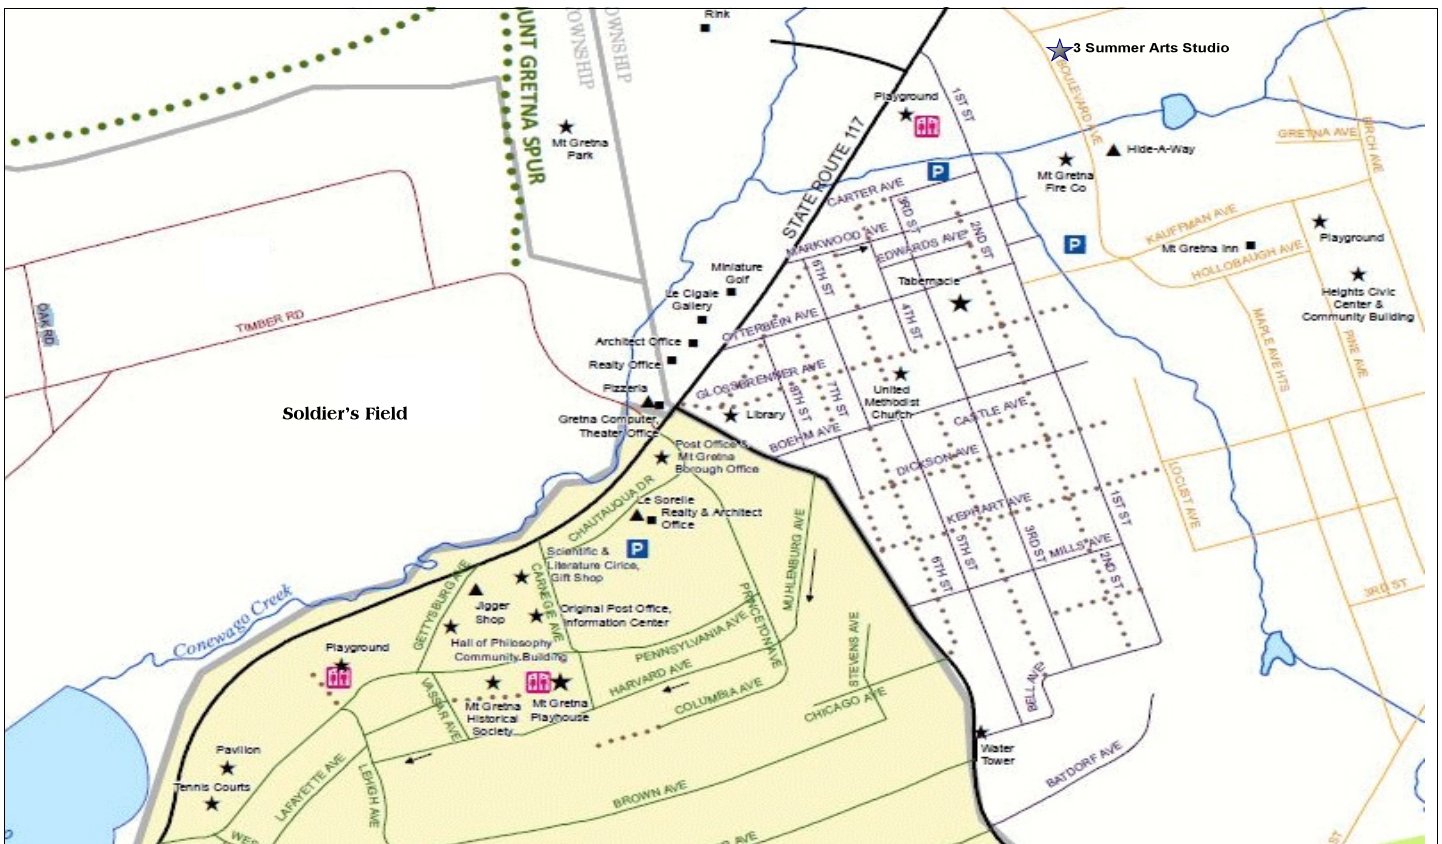 Rink
3 Summer Arts Studio
UNT GRETNA SPUR
TOWNSHIP
OWNSHIP
Playground
1ST ST
BOULEVARD AVE
GRETNA AVE
BIRCH AVE
Mt Gretna
Park
STATE ROUTE 117
P
Hide-A-Way
Mt Gretna
Fire Co
CARTER AVE
3RD ST
2ND ST
MARKWOOD AVE
EDWARDS AVE
KAUFFMAN AVE
P
Mt Gretna Inn
HOLLOBAUGH AVE
Playground
6TH ST
Miniature
Golf
Tabernacle
Le Cigale
Gallery
Heights Civic
Center &
Community Building
OAK RD
TIMBER RD
OTTERBEIN AVE
4TH ST
MAPLE AVE HTS
PINE AVE
Architect Office
Realty Office
GLOSSBRENNER AVE
Pizzeria
8TH ST
7TH ST
United
Methodist
Church
Soldier's Field
Gretna Computer,
Theater Office
Library
CASTLE AVE
BOEHM AVE
Post Office &
Mt Gretna
Borough Office
DICKSON AVE
LOCUST AVE
CHAUTAUQUA DR
Le Sorelle
Realty & Architect
Office
KEPHART AVE
1ST ST
MUHLENBURG AVE
P
5TH ST
3RD ST
MILLS AVE
2ND ST
6TH ST
Scientific &
Literature Cirlce,
Gift Shop
CARNEGIE AVE
GETTYSBURG AVE
Conewago Creek
Jigger
Shop
Original Post Office,
Information Center
PRINCETON AVE
3RD ST
Hall of Philosophy
Community Building
PENNSYLVANIA AVE
STEVENS AVE
Playground
HARVARD AVE
VASSAR AVE
COLUMBIA AVE
CHICAGO AVE
BELL AVE
Mt Gretna
Historical
Society
Mt Gretna
Playhouse
Pavilion
Tennis Courts
Water
Tower
BATDORF AVE
LAFAYETTE AVE
LEHIGH AVE
BROWN AVE
WES
R AVE
ST